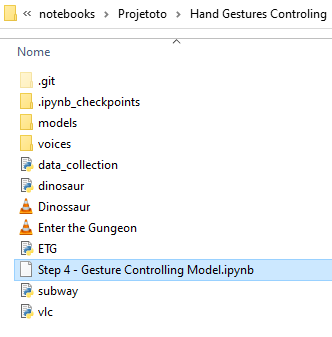 « notebooks > Projetoto > Hand Gestures Controling
Nome
.git
.ipynb_checkpoints
models
voices
data_collection
dinosaur
Dinossaur
Enter the Gungeon
ETG
Step 4 - Gesture Controlling Model.ipynb
subway
vlc